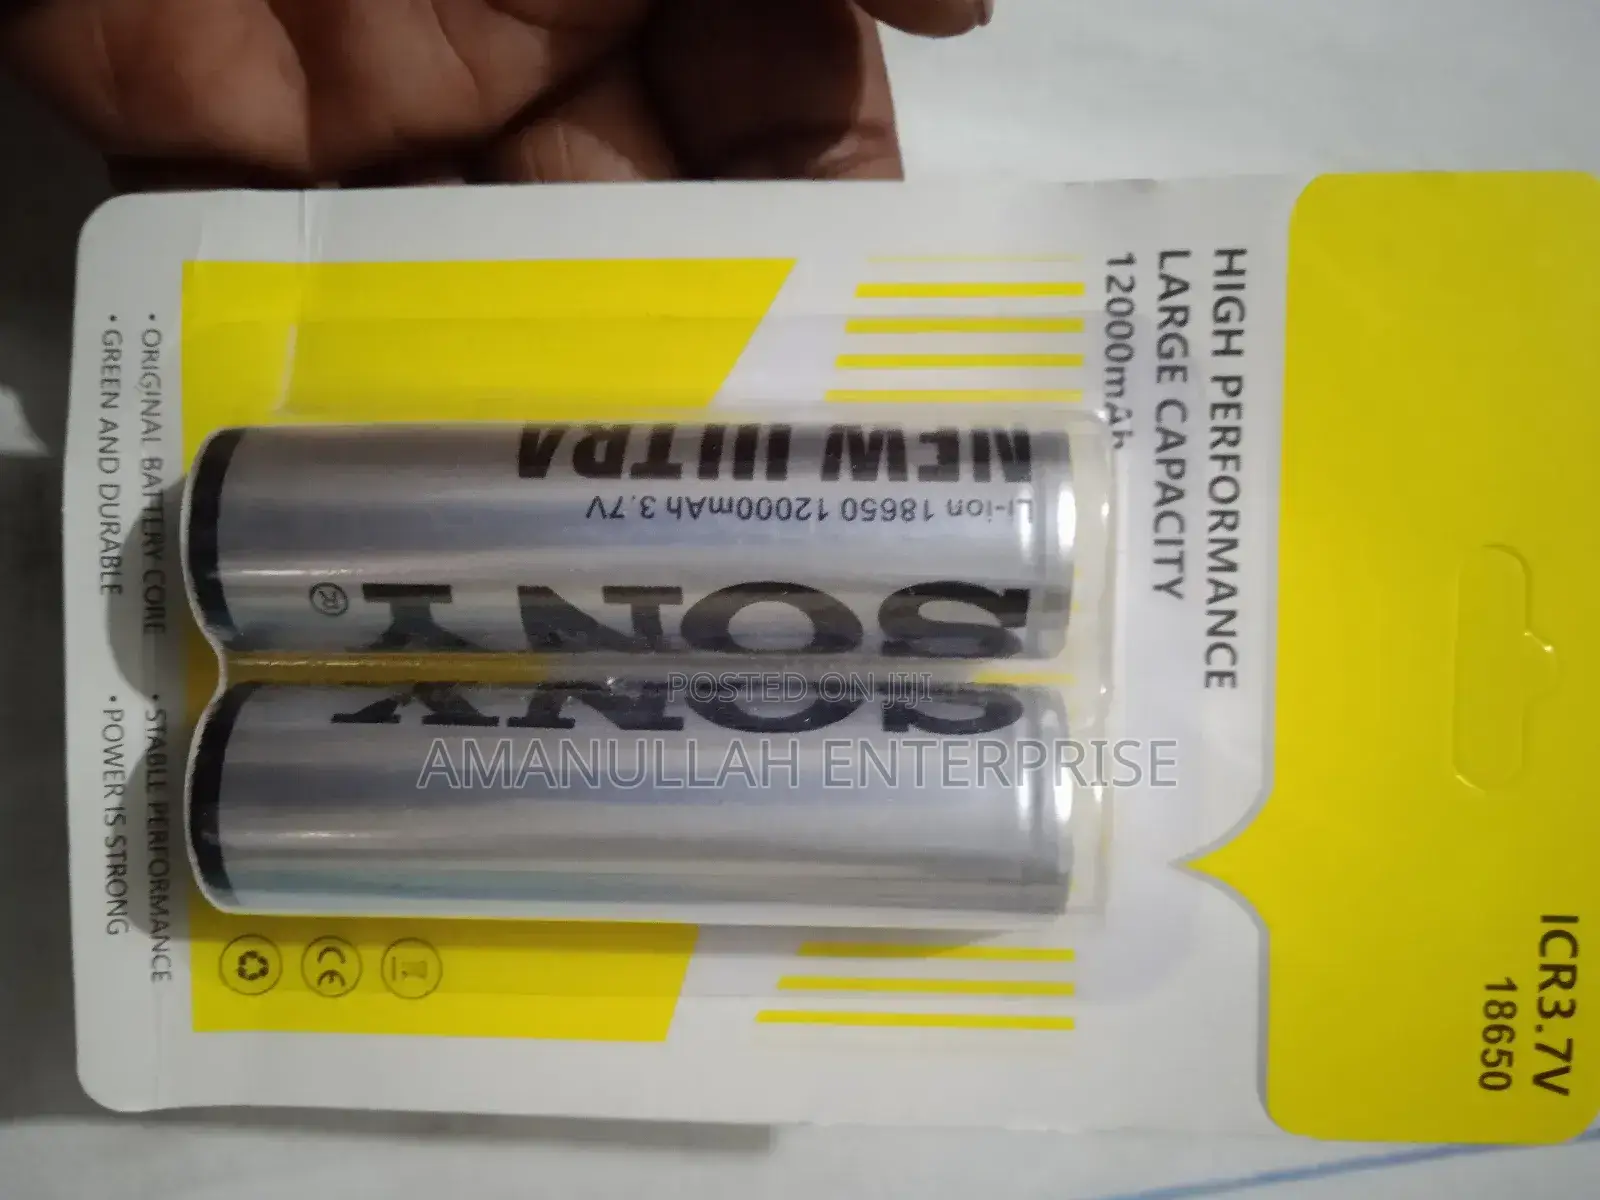 ICR3.7V
18650
HIGH PERFORMANCE
LARGE CAPACITY
12000mAh
NEW ULTRA
Li-ion 18650 12000mAh 3.7V
SONY®
SONY
POSTED ON JIJI
AMANULLAH ENTERPRISE
• ORIGINAL BATTERY CORE • STABLE PERFORMANCE
• GREEN AND DURABLE • POWER IS STRONG
CE